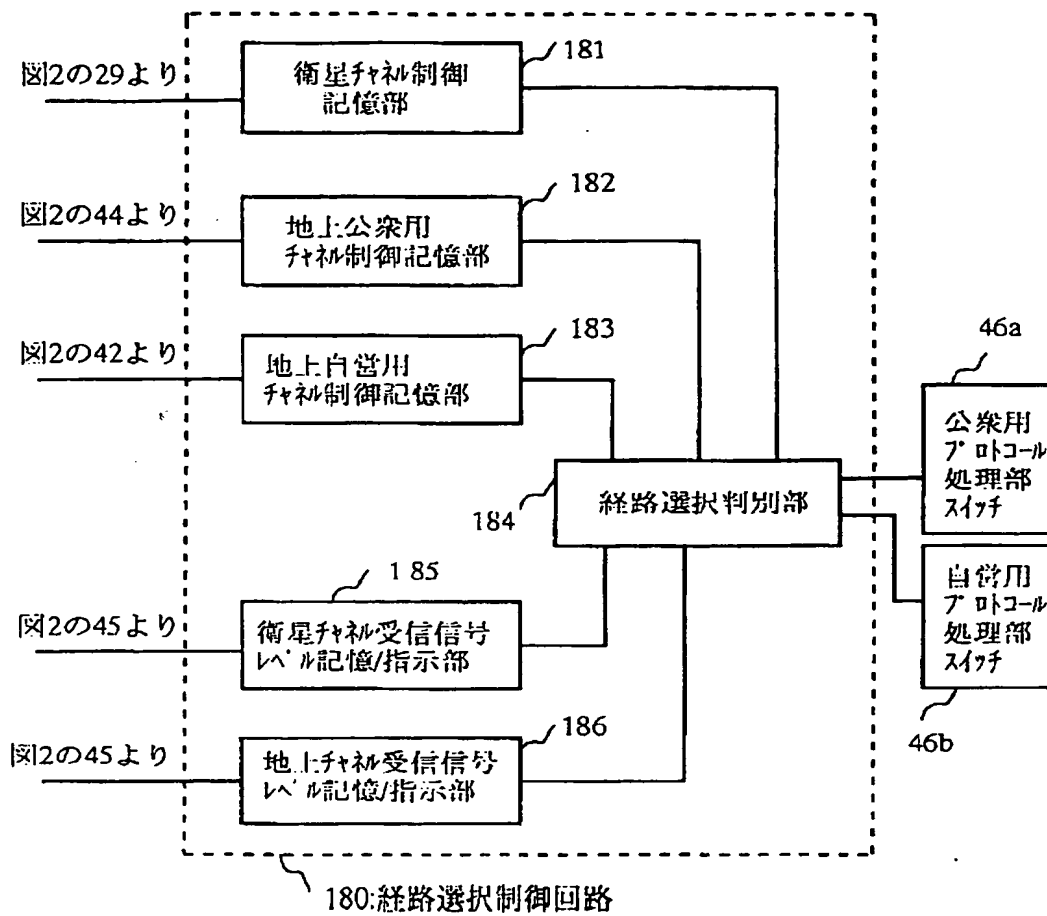 181
図2の29より
衛星チャネル制御
記憶部
182
図2の44より
地上公衆用
チャネル制御記憶部
183
図2の42より
地上自営用
チャネル制御記憶部
46a
公衆用
プロトコール
処理部
スイッチ
184
経路選択判別部
自営用
プロトコール
処理部
スイッチ
46b
185
図2の45より
衛星チャネル受信信号
レベル記憶/指示部
186
図2の45より
地上チャネル受信信号
レベル記憶/指示部
180:経路選択制御回路